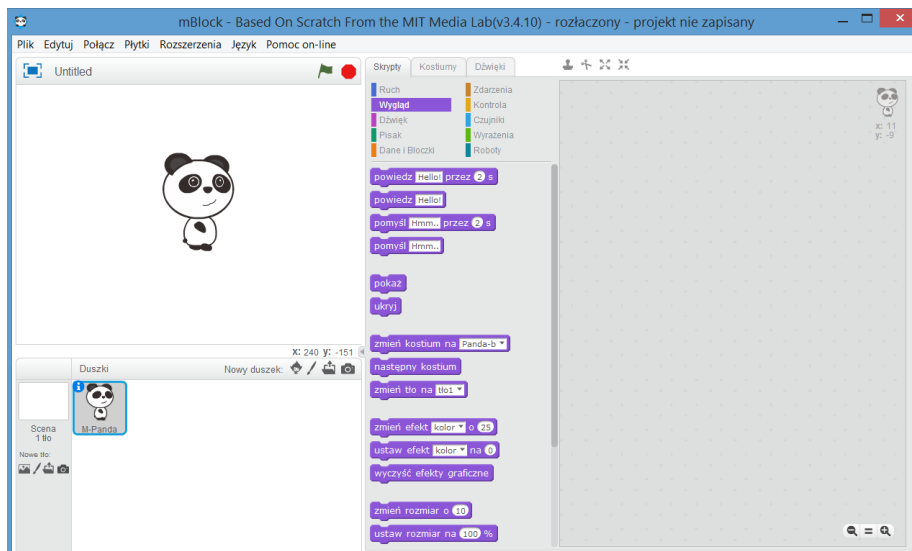 mBlock - Based On Scratch From the MIT Media Lab(v3.4.10) - rozłaczony - projekt nie zapisany
Plik Edytuj Połącz Płytki Rozszerzenia Język Pomoc on-line
Untitled
Skrypty Kostiumy Dźwięki
Ruch Zdarzenia
Wygląd Kontrola
Dźwięk Czujniki
Pisak Wyrażenia
Dane i Bloczki Roboty
x: 11
y: -9
powiedz Hello! przez 2 s
powiedz Hello!
pomyśl Hmm.. przez 2 s
pomyśl Hmm..
pokaż
ukryj
zmień kostium na Panda-b
następny kostium
zmień tło na tło1
zmień efekt kolor o 25
ustaw efekt kolor na 0
wyczyść efekty graficzne
zmień rozmiar o 10
ustaw rozmiar na 100 %
x: 240 y: -151
Duszki Nowy duszek:
Scena
1 tło
M-Panda
Nowe tło: